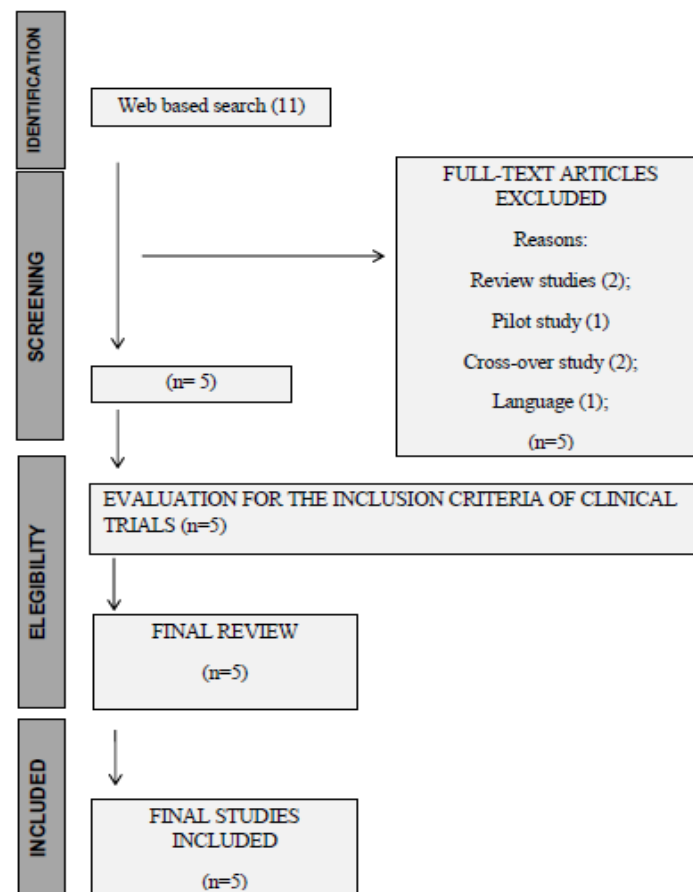 IDENTIFICATION
Web based search (11)
SCREENING
FULL-TEXT ARTICLES
EXCLUDED
Reasons:
Review studies (2);
Pilot study (1)
Cross-over study (2);
Language (1);
(n=5)
(n= 5)
ELEGIBILITY
EVALUATION FOR THE INCLUSION CRITERIA OF CLINICAL
TRIALS (n=5)
FINAL REVIEW
(n=5)
INCLUDED
FINAL STUDIES
INCLUDED
(n=5)